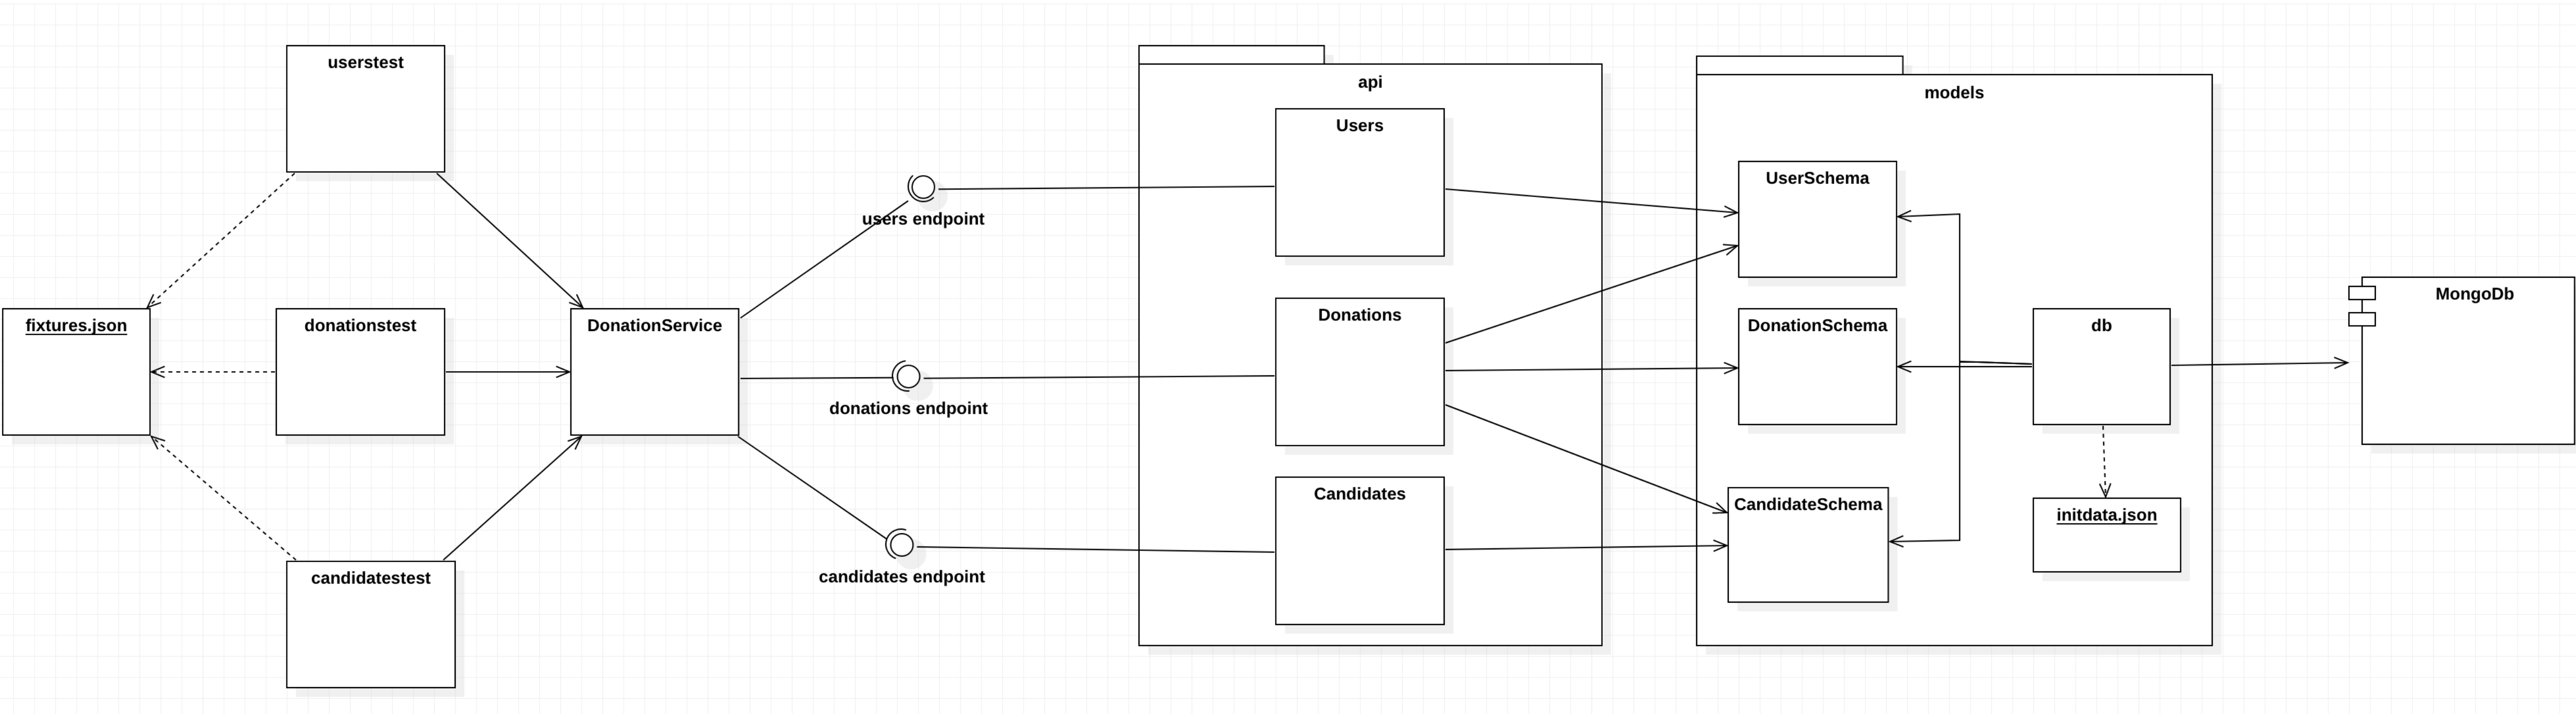 userstest
fixtures.json
donationstest
candidatestest
DonationService
users endpoint
donations endpoint
candidates endpoint
api
Users
Donations
Candidates
models
UserSchema
DonationSchema
CandidateSchema
db
initdata.json
MongoDb